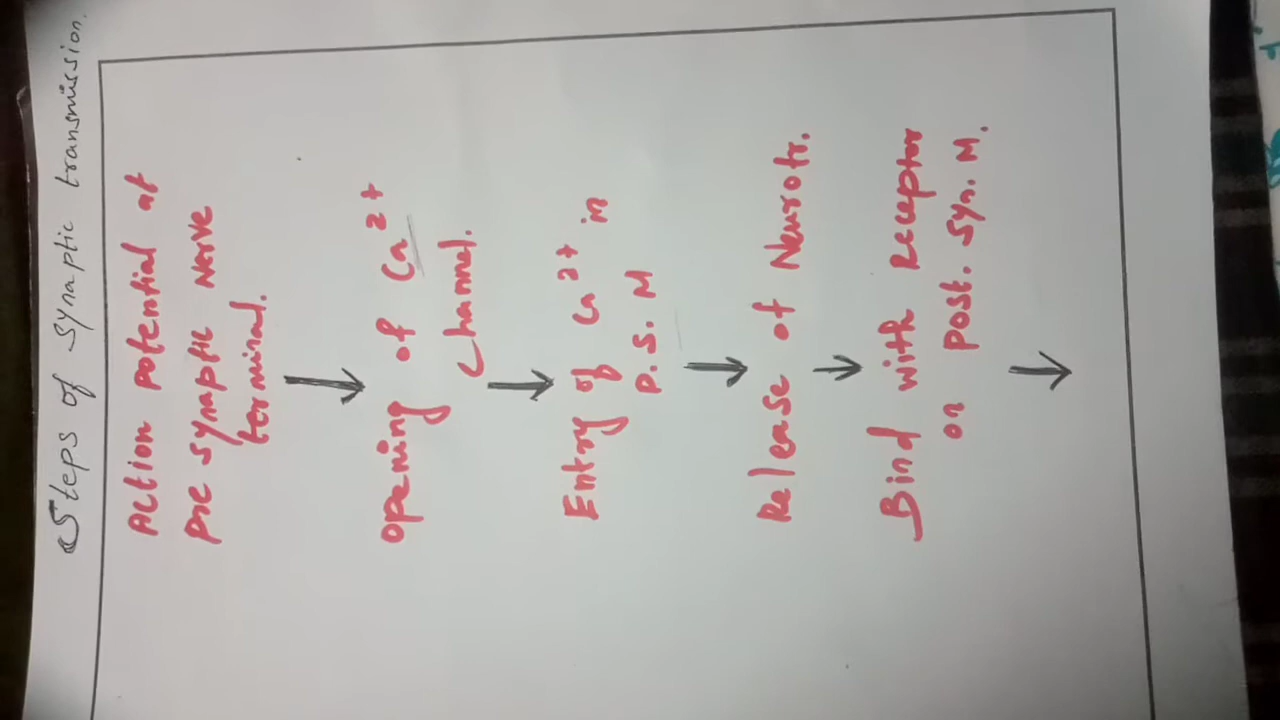 Steps of synaptic transmission.
Action potential at
pre synaptic nerve
terminal.
↓
opening of Ca²⁺
channel.
↓
Entry of Ca²⁺ in
P.S.M
↓
Release of Neurotr.
↓
Bind with Receptor
on post. syn. M.
↓